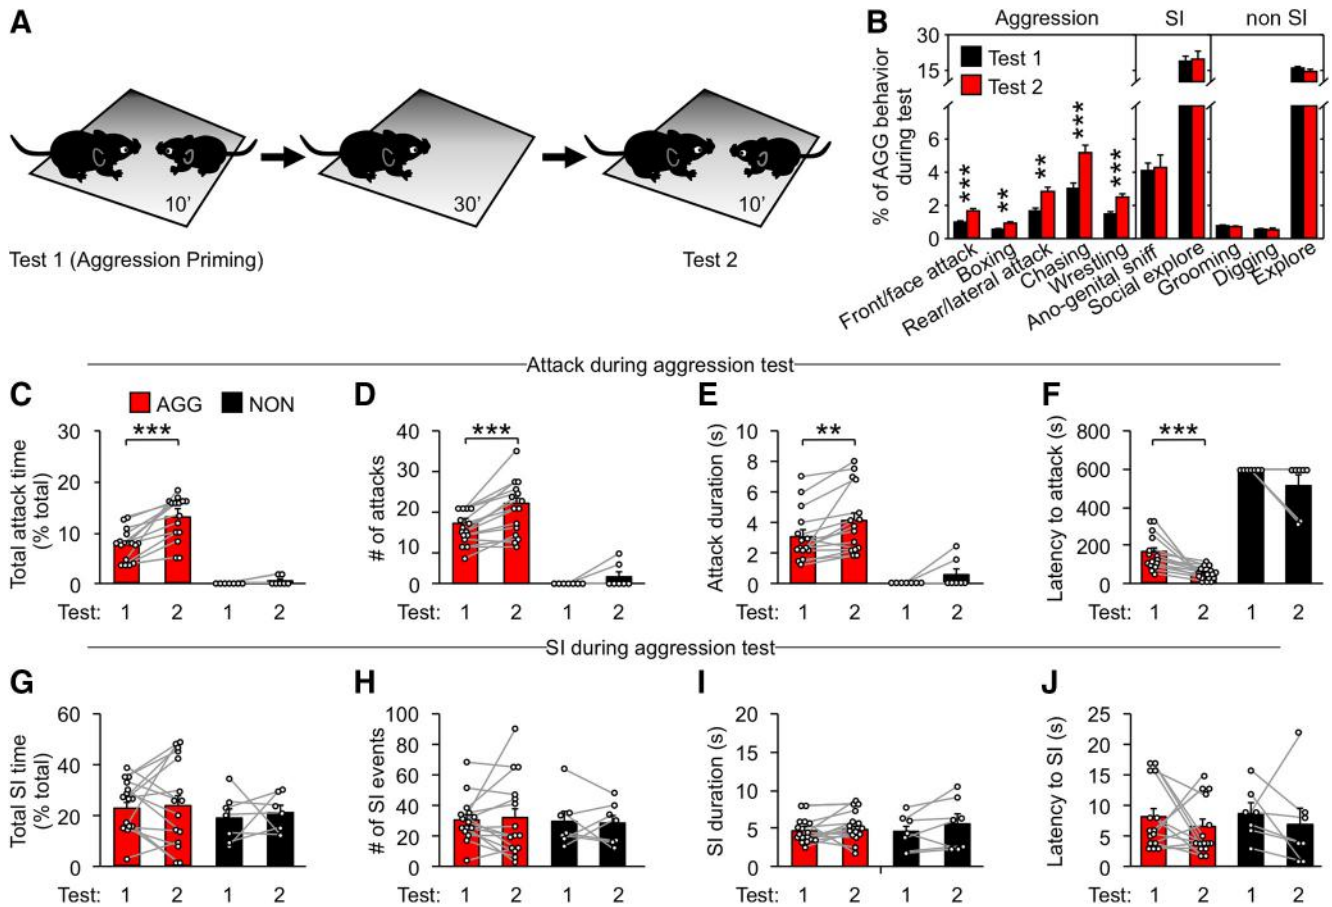 A
10'
30'
10'
Test 1 (Aggression Priming)
Test 2
B
Aggression SI non SI
% of AGG behavior
during test
30
15
6
4
2
0
Test 1
Test 2
***
**
**
***
***
Front/face attack
Boxing
Rear/lateral attack
Chasing
Wrestling
Ano-genital sniff
Social explore
Grooming
Digging
Explore
Attack during aggression test
C
AGG NON
Total attack time
(% total)
30
20
10
0
***
Test: 1 2 1 2
D
# of attacks
40
30
20
10
0
***
1 2 1 2
E
Attack duration (s)
10
8
6
4
2
0
**
Test: 1 2 1 2
F
Latency to attack (s)
800
600
400
200
0
***
Test: 1 2 1 2
SI during aggression test
G
Total SI time
(% total)
60
40
20
0
Test: 1 2 1 2
H
# of SI events
100
80
60
40
20
0
1 2 1 2
I
SI duration (s)
20
15
10
5
0
Test: 1 2 1 2
J
Latency to SI (s)
25
20
15
10
5
0
Test: 1 2 1 2